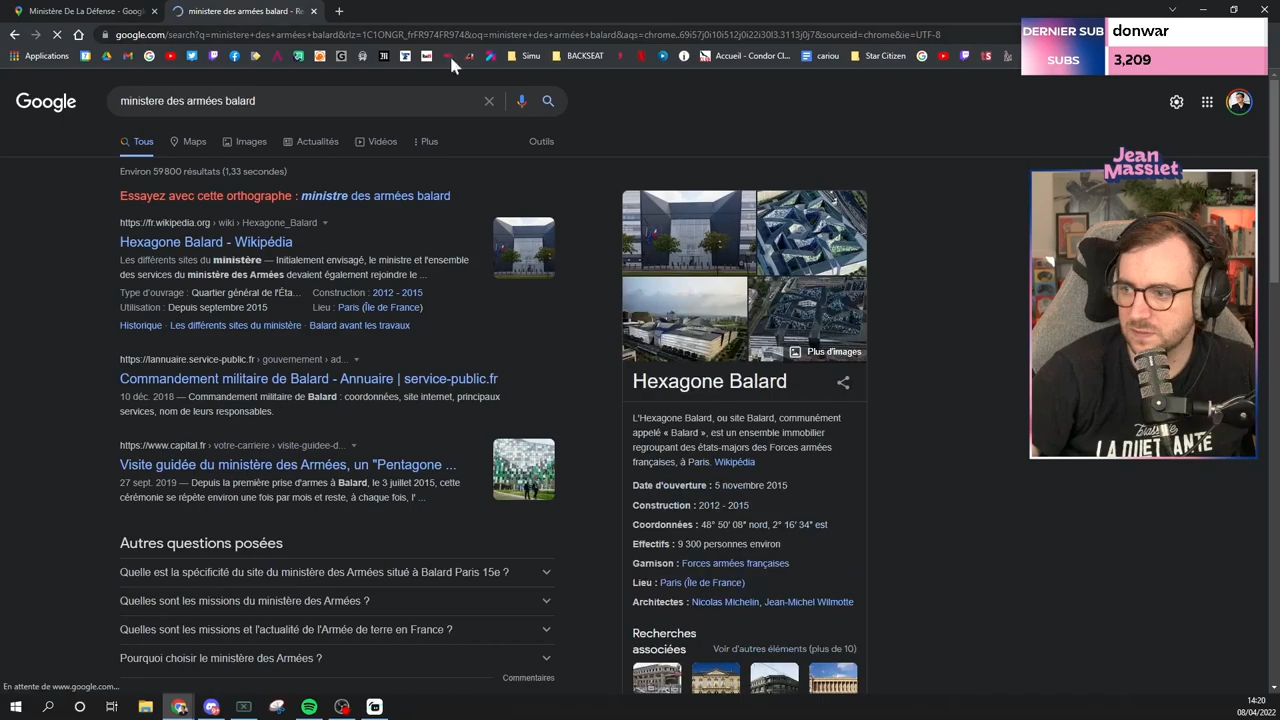 Ministère De La Défense - Google
ministere des armées balard - Re
google.com/search?q=ministere+des+armées+balard&rlz=1C1ONGR_frFR974FR974&oq=ministere+des+armées+balard&aqs=chrome..69i57j0i10i512j0i22i30l3.3113j0j7&sourceid=chrome&ie=UTF-8
DERNIER SUB
donwar
Applications
Simu
BACKSEAT
Accueil - Condor Cl...
cariou
Star Citizen
SUBS
3,209
Google
ministere des armées balard
Tous
Maps
Images
Actualités
Vidéos
Plus
Outils
Environ 59 800 résultats (1,33 secondes)
Essayez avec cette orthographe : ministre des armées balard
https://fr.wikipedia.org › wiki › Hexagone_Balard
Hexagone Balard - Wikipédia
Les différents sites du ministère — Initialement envisagé, le ministre et l'ensemble
des services du ministère des Armées devaient également rejoindre le ...
Type d'ouvrage : Quartier général de l'Éta...
Construction : 2012 - 2015
Utilisation : Depuis septembre 2015
Lieu : Paris (Île de France)
Historique · Les différents sites du ministère · Balard avant les travaux
https://lannuaire.service-public.fr › gouvernement › ad...
Commandement militaire de Balard - Annuaire | service-public.fr
10 déc. 2018 — Commandement militaire de Balard : coordonnées, site internet, principaux
services, nom de leurs responsables.
https://www.capital.fr › votre-carriere › visite-guidee-d...
Visite guidée du ministère des Armées, un "Pentagone ...
27 sept. 2019 — Depuis la première prise d'armes à Balard, le 3 juillet 2015, cette
cérémonie se répète environ une fois par mois et reste, à chaque fois, l' ...
Autres questions posées
Quelle est la spécificité du site du ministère des Armées situé à Balard Paris 15e ?
Quelles sont les missions du ministère des Armées ?
Quelles sont les missions et l'actualité de l'Armée de terre en France ?
Pourquoi choisir le ministère des Armées ?
Commentaires
En attente de www.google.com...
Plus d'images
Hexagone Balard
L'Hexagone Balard, ou site Balard, communément
appelé « Balard », est un ensemble immobilier
regroupant des états-majors des Forces armées
françaises, à Paris. Wikipédia
Date d'ouverture : 5 novembre 2015
Construction : 2012 - 2015
Coordonnées : 48° 50′ 08″ nord, 2° 16′ 34″ est
Effectifs : 9 300 personnes environ
Garnison : Forces armées françaises
Lieu : Paris (Île de France)
Architectes : Nicolas Michelin, Jean-Michel Wilmotte
Recherches
associées
Voir d'autres éléments (plus de 10)
Jean
Massiet
LA DUETANTE
14:20
08/04/2022